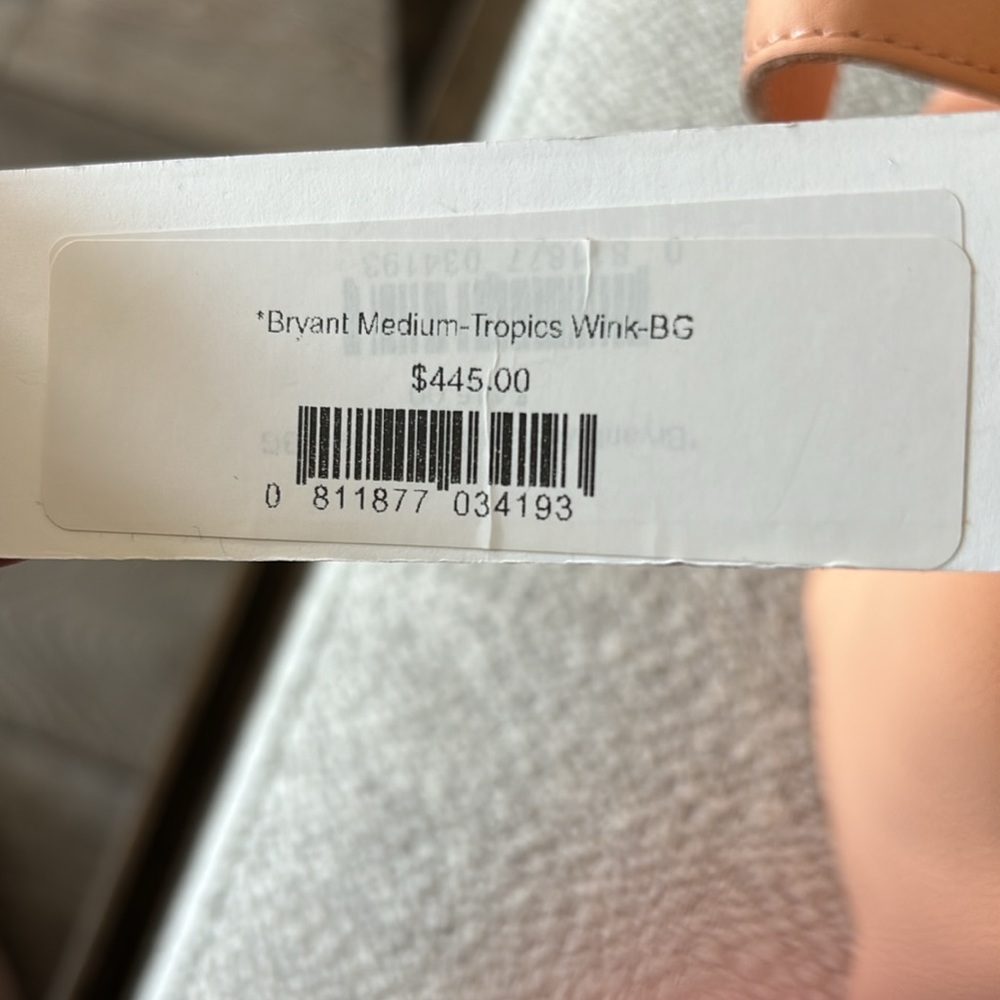 *Bryant Medium-Tropics Wink-BG
$445.00
0 811877 034193